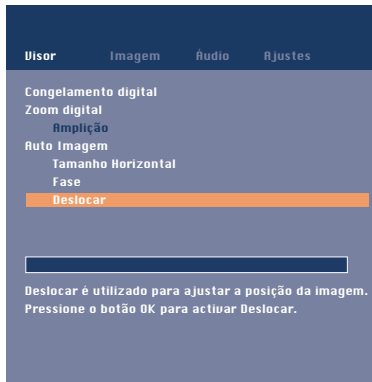 Visor Imagem Áudio Ajustes
Congelamento digital
Zoom digital
Amplição
Auto Imagem
Tamanho Horizontal
Fase
Deslocar
Deslocar é utilizado para ajustar a posição da imagem.
Pressione o botão OK para activar Deslocar.